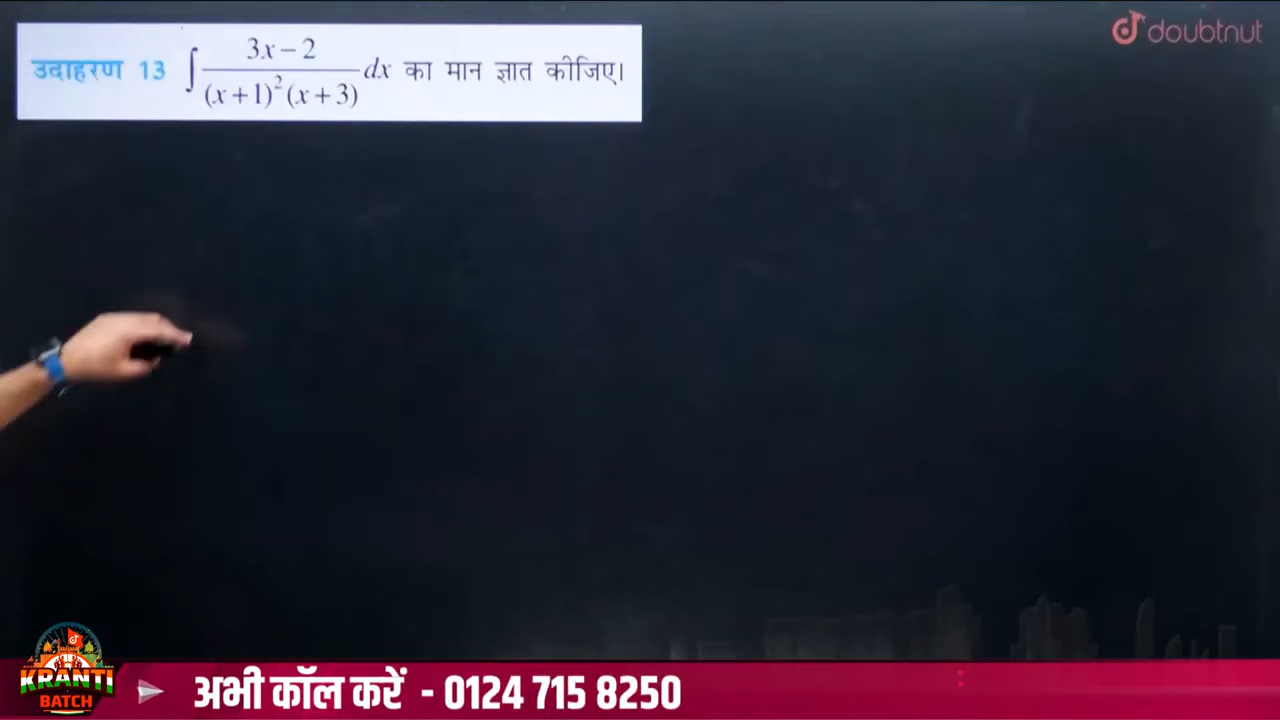 doubtnut
उदाहरण 13 ∫ (3x − 2)/((x + 1)²(x + 3)) dx का मान ज्ञात कीजिए।
KRANTI
BATCH
अभी कॉल करें - 0124 715 8250